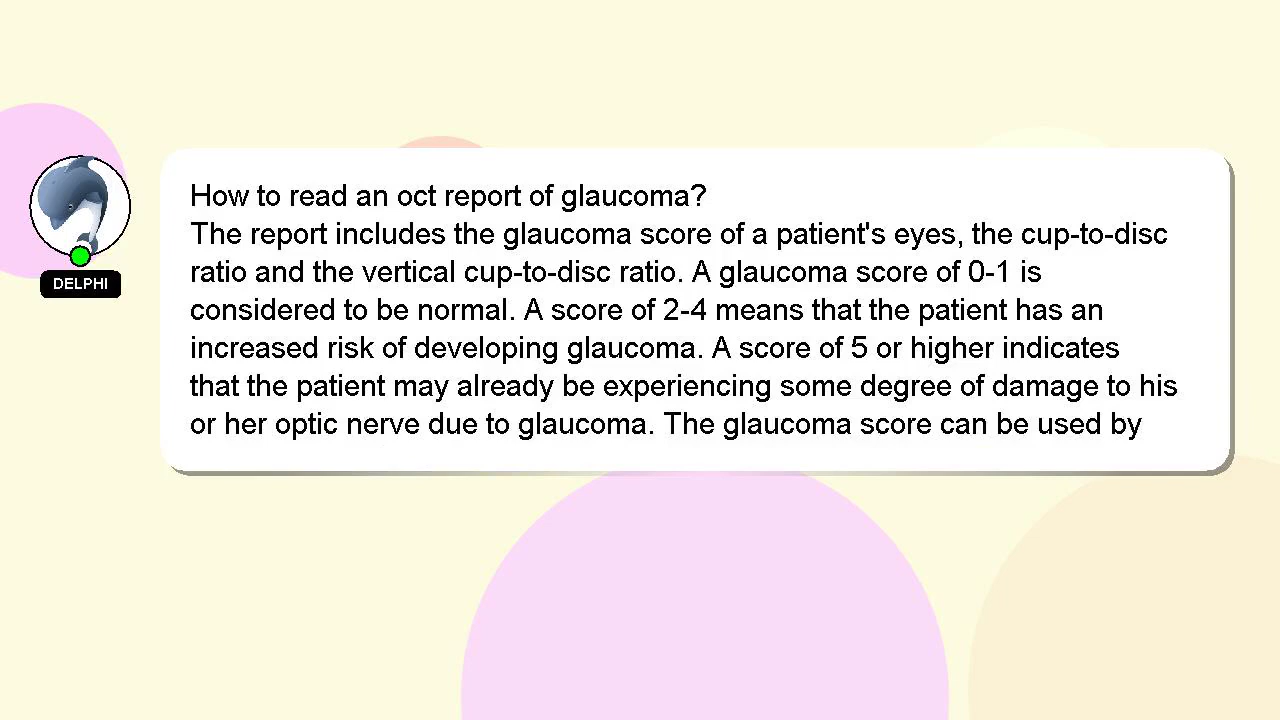 How to read an oct report of glaucoma?
The report includes the glaucoma score of a patient's eyes, the cup-to-disc
ratio and the vertical cup-to-disc ratio. A glaucoma score of 0-1 is
considered to be normal. A score of 2-4 means that the patient has an
increased risk of developing glaucoma. A score of 5 or higher indicates
that the patient may already be experiencing some degree of damage to his
or her optic nerve due to glaucoma. The glaucoma score can be used by
DELPHI